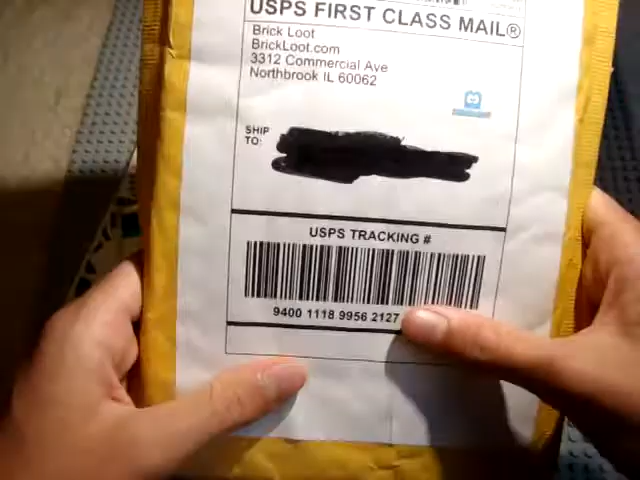 USPS FIRST CLASS MAIL®
Brick Loot
BrickLoot.com
3312 Commercial Ave
Northbrook IL 60062
SHIP
TO:
USPS TRACKING #
9400 1118 9956 2127